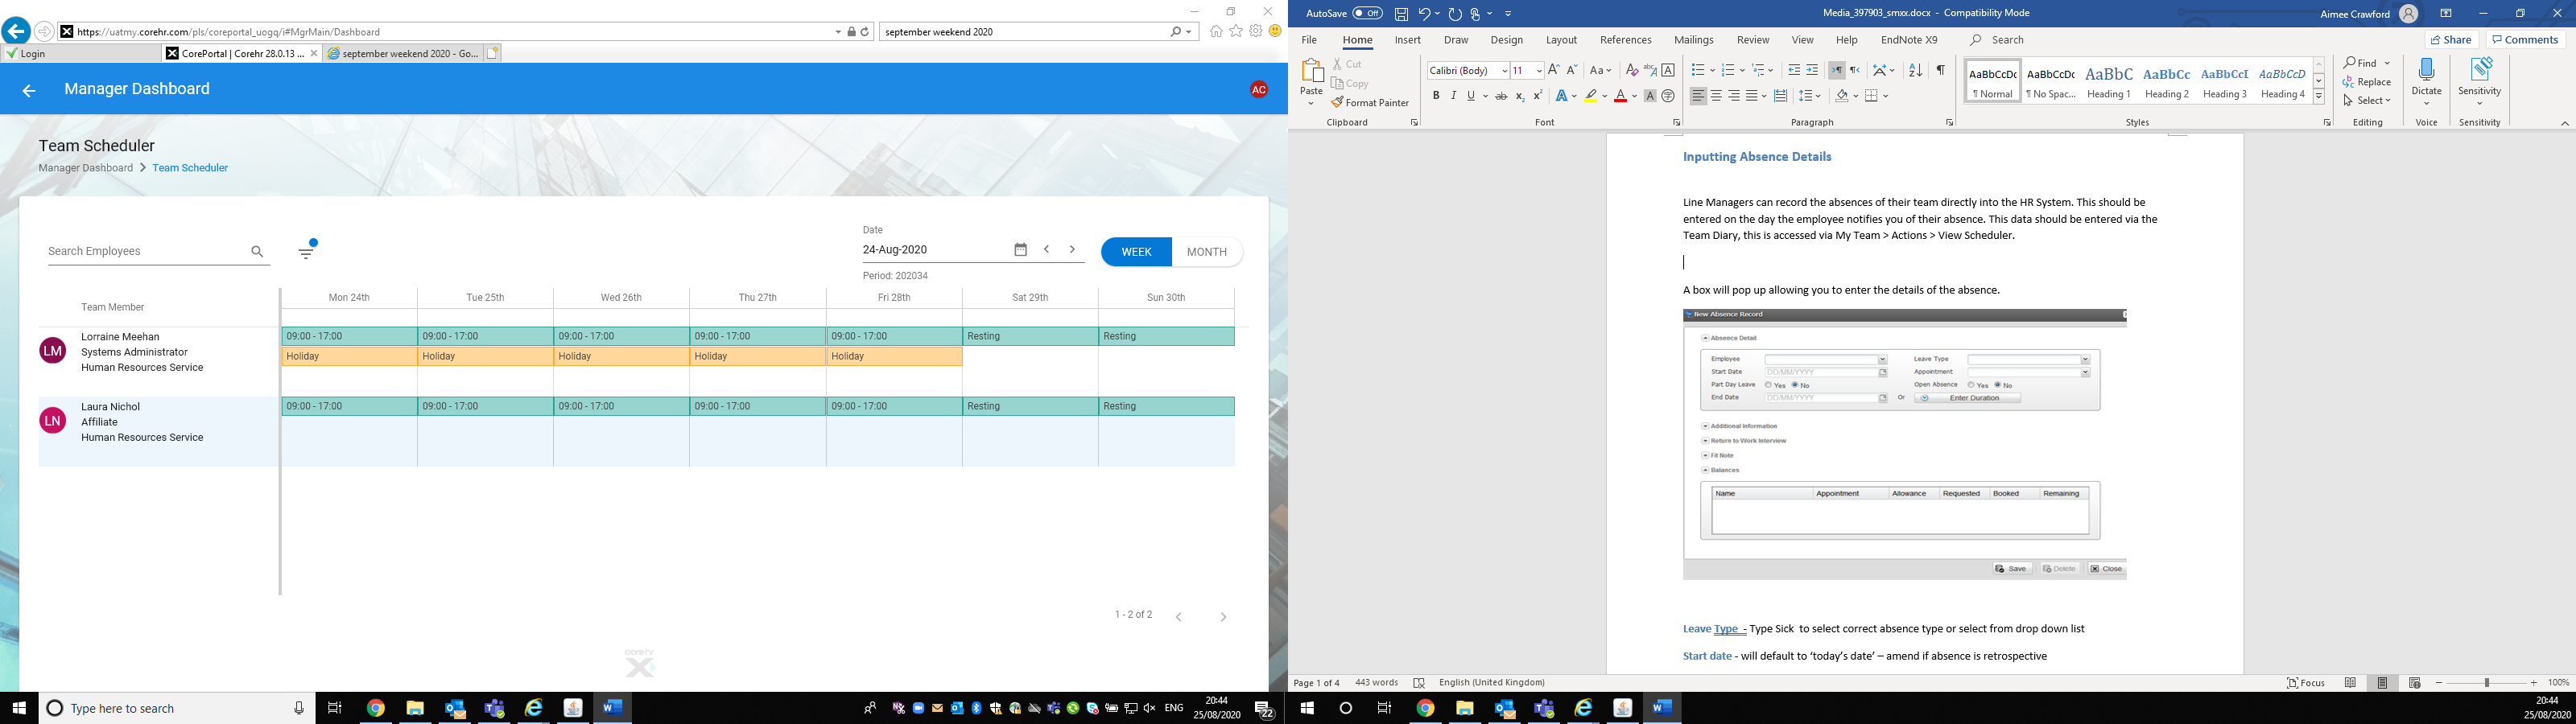 https://uatmy.corehr.com/pls/coreportal_uogq/i#MgrMain/Dashboard
september weekend 2020
Login
CorePortal | Corehr 28.0.13 ...
september weekend 2020 - Go...
Manager Dashboard
AC
Team Scheduler
Manager Dashboard
Team Scheduler
Search Employees
Date
24-Aug-2020
Period: 202034
WEEK
MONTH
Team Member
Mon 24th
Tue 25th
Wed 26th
Thu 27th
Fri 28th
Sat 29th
Sun 30th
LM
Lorraine Meehan
Systems Administrator
Human Resources Service
09:00 - 17:00
09:00 - 17:00
09:00 - 17:00
09:00 - 17:00
09:00 - 17:00
Resting
Resting
Holiday
Holiday
Holiday
Holiday
Holiday
LN
Laura Nichol
Affiliate
Human Resources Service
09:00 - 17:00
09:00 - 17:00
09:00 - 17:00
09:00 - 17:00
09:00 - 17:00
Resting
Resting
1 - 2 of 2
Type here to search
ENG
20:44
25/08/2020
22
AutoSave
Off
Media_397903_smxx.docx - Compatibility Mode
Aimee Crawford
File
Home
Insert
Draw
Design
Layout
References
Mailings
Review
View
Help
EndNote X9
Search
Share
Comments
Paste
Cut
Copy
Format Painter
Clipboard
Calibri (Body)
11
Font
Paragraph
AaBbCcDc
¶ Normal
AaBbCcDc
¶ No Spac...
AaBbC
Heading 1
AaBbCc
Heading 2
AaBbCcI
Heading 3
AaBbCcD
Heading 4
Styles
Find
Replace
Select
Editing
Dictate
Voice
Sensitivity
Sensitivity
Inputting Absence Details
Line Managers can record the absences of their team directly into the HR System. This should be
entered on the day the employee notifies you of their absence. This data should be entered via the
Team Diary, this is accessed via My Team > Actions > View Scheduler.
A box will pop up allowing you to enter the details of the absence.
New Absence Record
Absence Detail
Employee
Leave Type
Start Date
DD/MM/YYYY
Appointment
Part Day Leave
Yes
No
Open Absence
Yes
No
End Date
DD/MM/YYYY
Or
Enter Duration
Additional Information
Return to Work Interview
Fit Note
Balances
Name
Appointment
Allowance
Requested
Booked
Remaining
Save
Delete
Close
Leave Type - Type Sick to select correct absence type or select from drop down list
Start date - will default to ‘today’s date’ – amend if absence is retrospective
Page 1 of 4
443 words
English (United Kingdom)
Focus
100%
20:44
25/08/2020